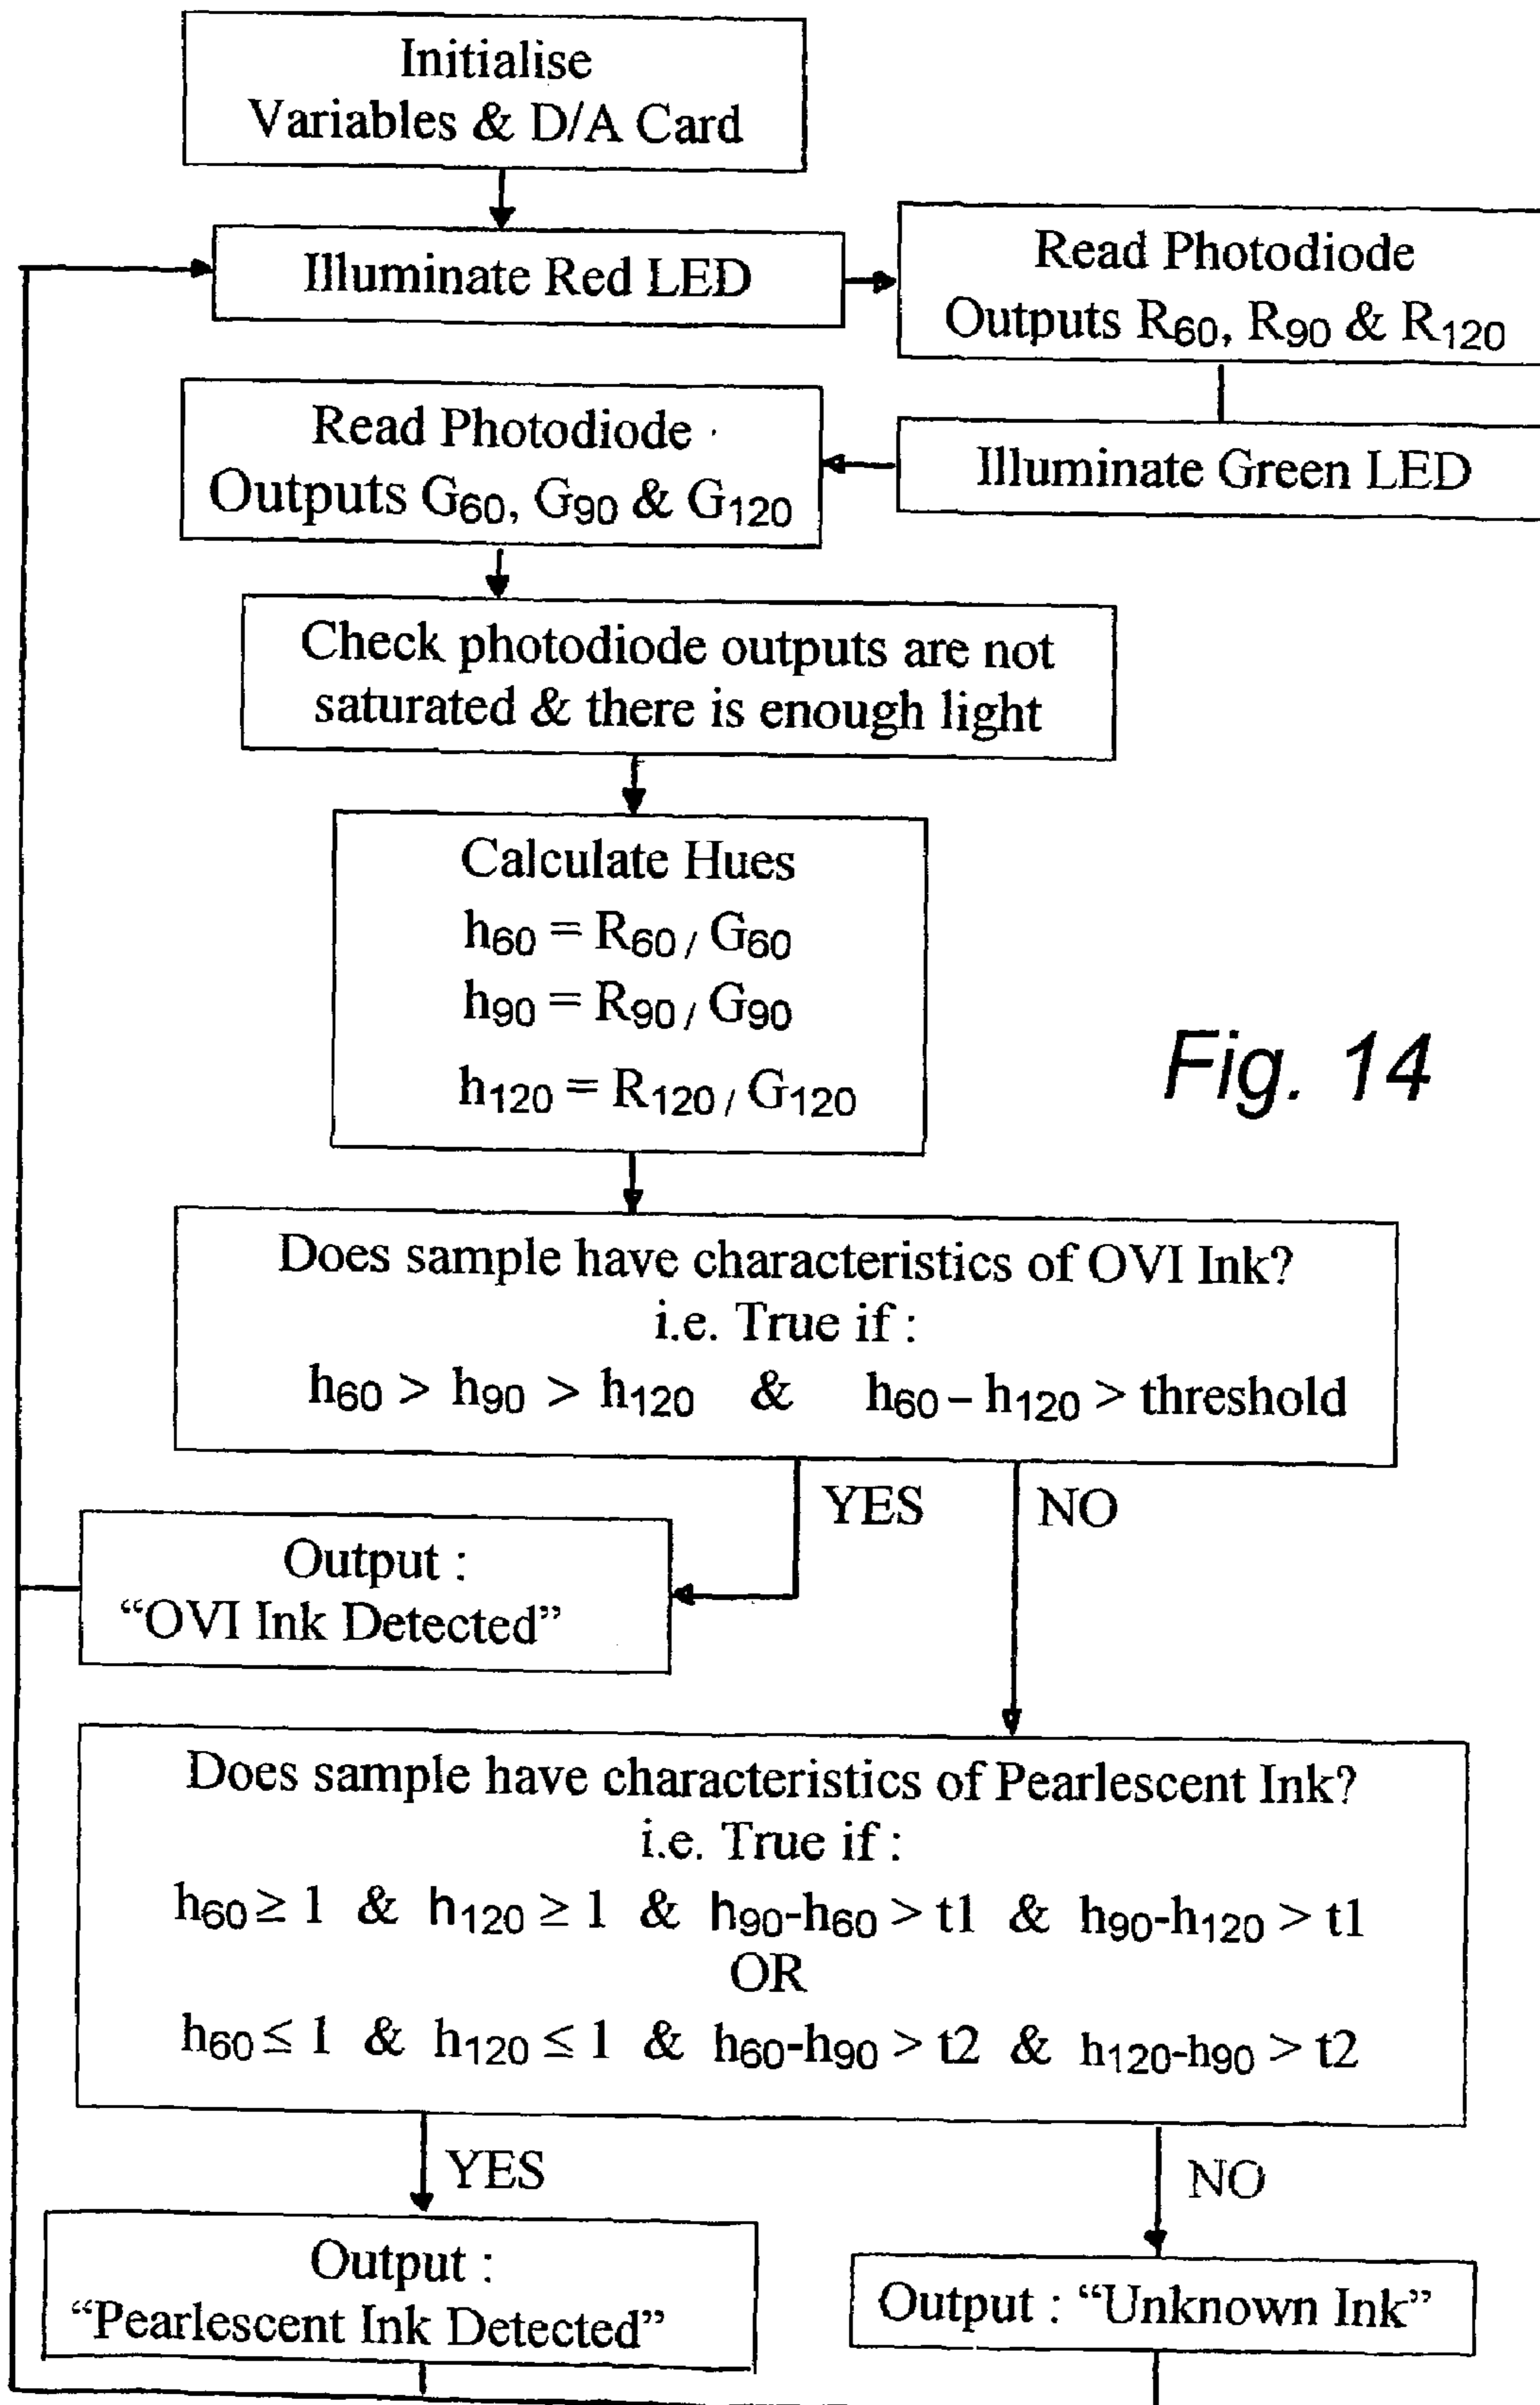 Initialise
Variables & D/A Card
Illuminate Red LED
Read Photodiode
Outputs R60, R90 & R120
Illuminate Green LED
Read Photodiode
Outputs G60, G90 & G120
Check photodiode outputs are not
saturated & there is enough light
Calculate Hues
h60 = R60 / G60
h90 = R90 / G90
h120 = R120 / G120
Fig. 14
Does sample have characteristics of OVI Ink?
i.e. True if :
h60 > h90 > h120 & h60 – h120 > threshold
YES
NO
Output :
“OVI Ink Detected”
Does sample have characteristics of Pearlescent Ink?
i.e. True if :
h60 ≥ 1 & h120 ≥ 1 & h90-h60 > t1 & h90-h120 > t1
OR
h60 ≤ 1 & h120 ≤ 1 & h60-h90 > t2 & h120-h90 > t2
YES
NO
Output :
“Pearlescent Ink Detected”
Output : “Unknown Ink”